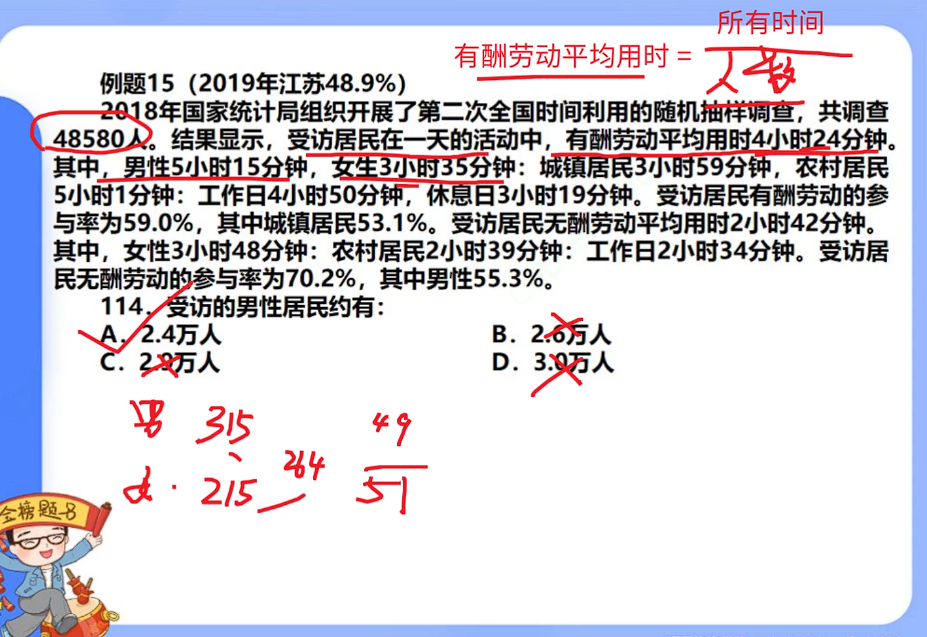 所有时间
有酬劳动平均用时 =
人数
例题15（2019年江苏48.9%）
2018年国家统计局组织开展了第二次全国时间利用的随机抽样调查，共调查
48580人。结果显示，受访居民在一天的活动中，有酬劳动平均用时4小时24分钟。
其中，男性5小时15分钟，女生3小时35分钟：城镇居民3小时59分钟，农村居民
5小时1分钟：工作日4小时50分钟，休息日3小时19分钟。受访居民有酬劳动的参
与率为59.0%，其中城镇居民53.1%。受访居民无酬劳动平均用时2小时42分钟。
其中，女性3小时48分钟：农村居民2小时39分钟：工作日2小时34分钟。受访居
民无酬劳动的参与率为70.2%，其中男性55.3%。
114．受访的男性居民约有：
A．2.4万人 B．2.6万人
C．2.9万人 D．3.0万人
男 315 49
264
女. 215 51
金榜题名